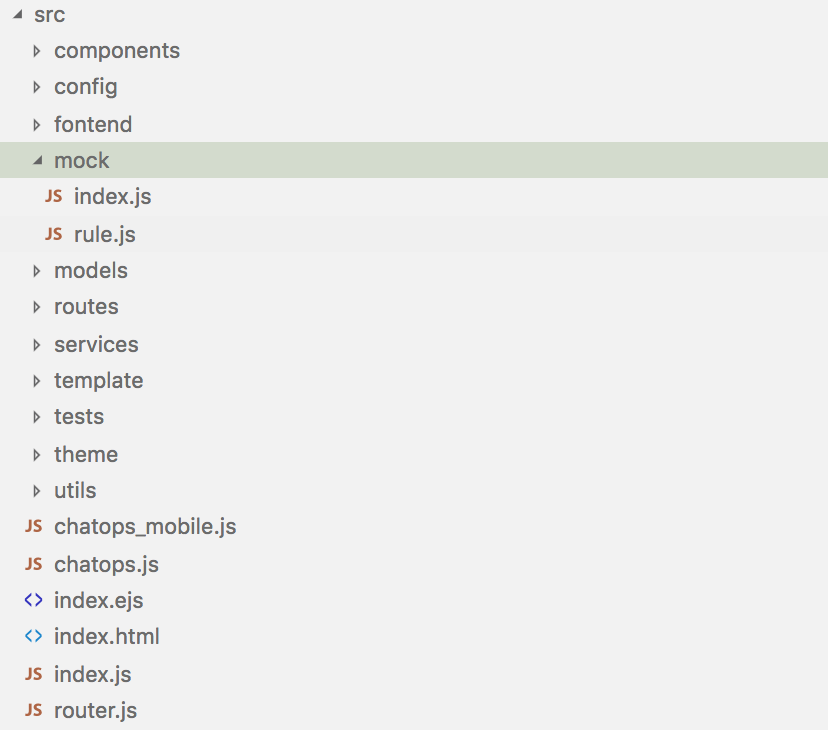 src
components
config
fontend
mock
JS index.js
JS rule.js
models
routes
services
template
tests
theme
utils
JS chatops_mobile.js
JS chatops.js
<> index.ejs
<> index.html
JS index.js
JS router.js